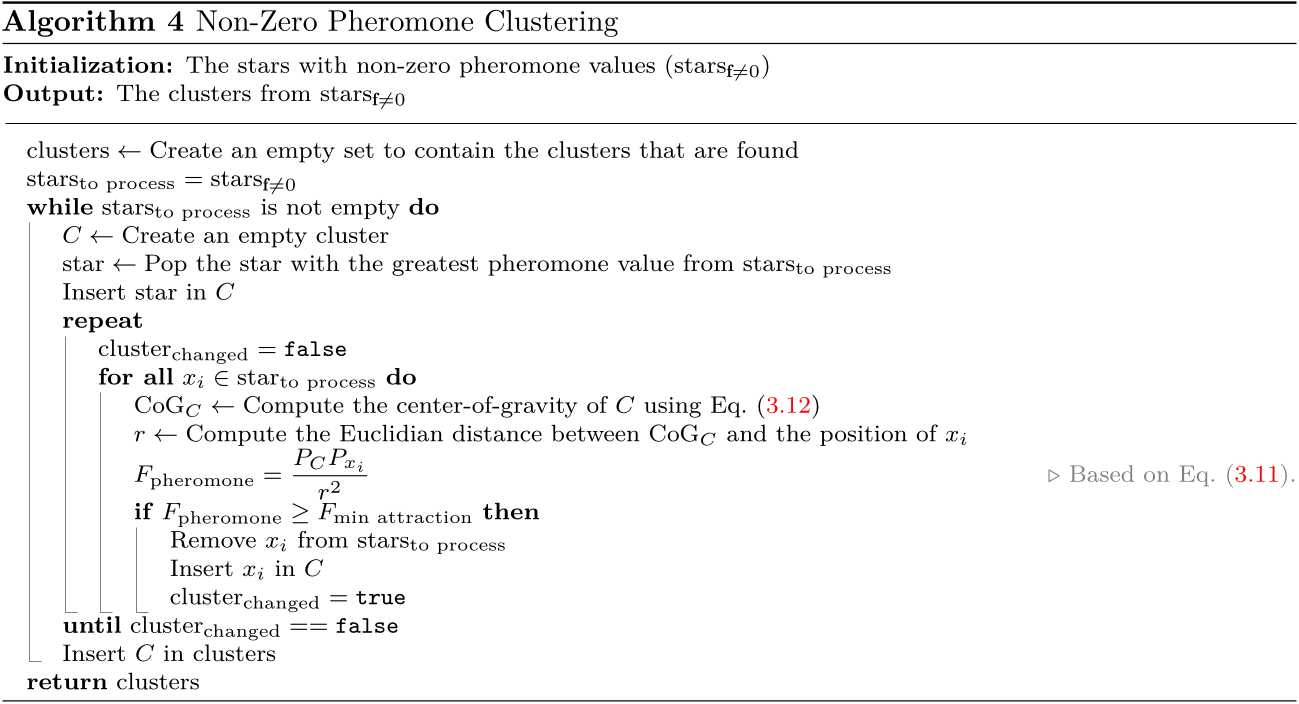 Algorithm 4 Non-Zero Pheromone Clustering
Initialization: The stars with non-zero pheromone values (stars_{f≠0})
Output: The clusters from stars_{f≠0}
clusters ← Create an empty set to contain the clusters that are found
stars_{to process} = stars_{f≠0}
while stars_{to process} is not empty do
C ← Create an empty cluster
star ← Pop the star with the greatest pheromone value from stars_{to process}
Insert star in C
repeat
cluster_{changed} = false
for all x_i ∈ star_{to process} do
CoG_C ← Compute the center-of-gravity of C using Eq. (3.12)
r ← Compute the Euclidian distance between CoG_C and the position of x_i
F_{pheromone} = \frac{P_C P_{x_i}}{r^2} ▷ Based on Eq. (3.11).
if F_{pheromone} ≥ F_{min attraction} then
Remove x_i from stars_{to process}
Insert x_i in C
cluster_{changed} = true
until cluster_{changed} == false
Insert C in clusters
return clusters